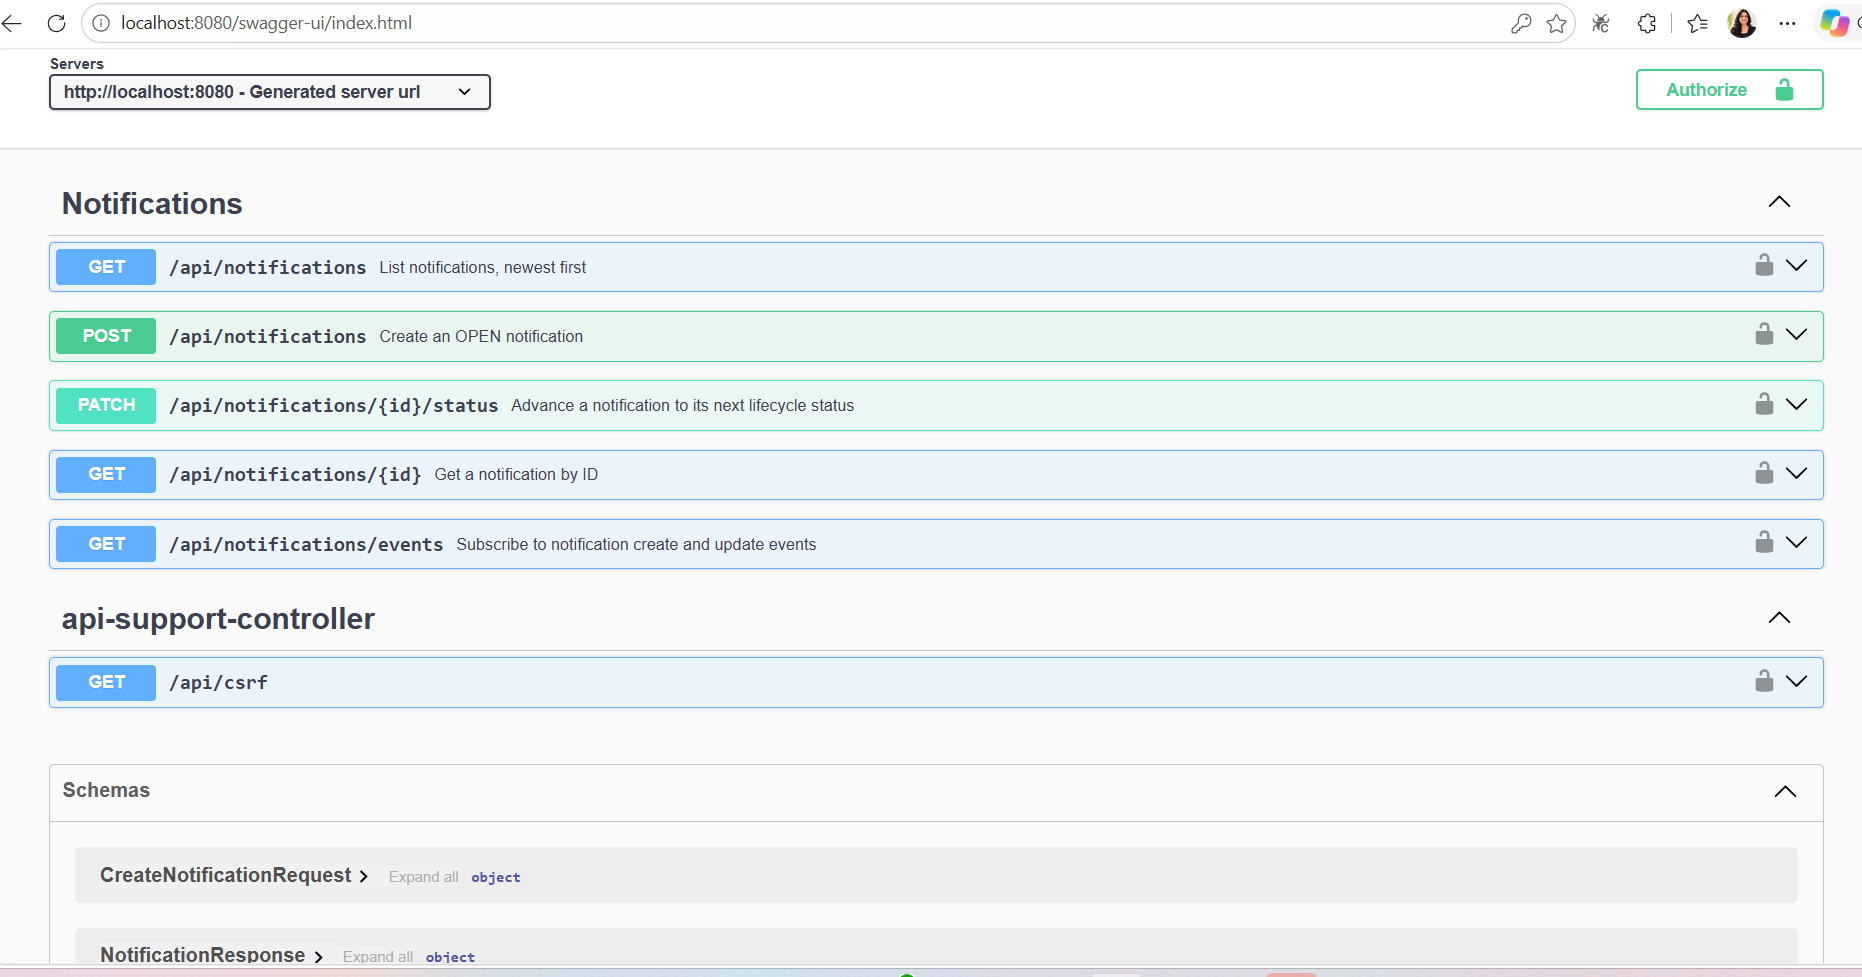 localhost:8080/swagger-ui/index.html
Servers
http://localhost:8080 - Generated server url
Authorize
Notifications
GET /api/notifications List notifications, newest first
POST /api/notifications Create an OPEN notification
PATCH /api/notifications/{id}/status Advance a notification to its next lifecycle status
GET /api/notifications/{id} Get a notification by ID
GET /api/notifications/events Subscribe to notification create and update events
api-support-controller
GET /api/csrf
Schemas
CreateNotificationRequest Expand all object
NotificationResponse Expand all object